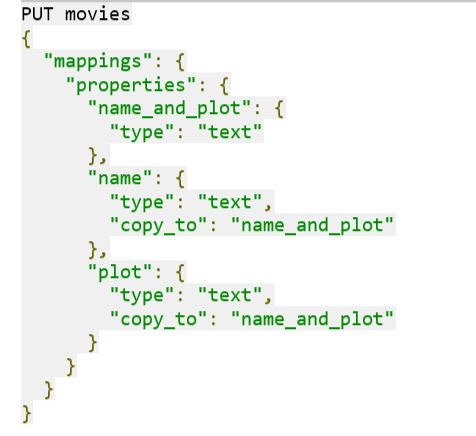 PUT movies
{
  "mappings": {
    "properties": {
      "name_and_plot": {
        "type": "text"
      },
      "name": {
        "type": "text",
        "copy_to": "name_and_plot"
      },
      "plot": {
        "type": "text",
        "copy_to": "name_and_plot"
      }
    }
  }
}